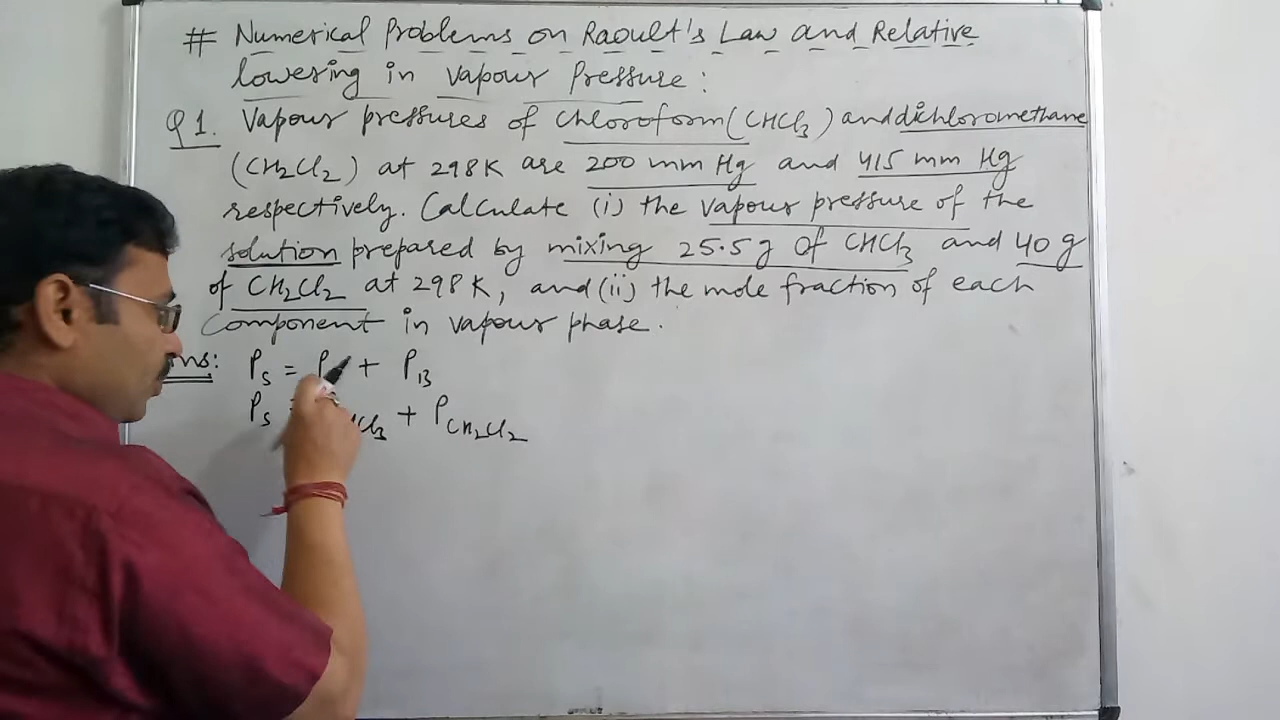 # Numerical Problems on Raoult's Law and Relative
lowering in vapour Pressure:
Q1. Vapour pressures of chloroform (CHCl3) and dichloromethane
(CH2Cl2) at 298K are 200 mm Hg and 415 mm Hg
respectively. Calculate (i) the vapour pressure of the
solution prepared by mixing 25.5g of CHCl3 and 40 g
of CH2Cl2 at 298K, and (ii) the mole fraction of each
component in vapour phase.
Ps = P + PB
Ps + PCH2Cl2